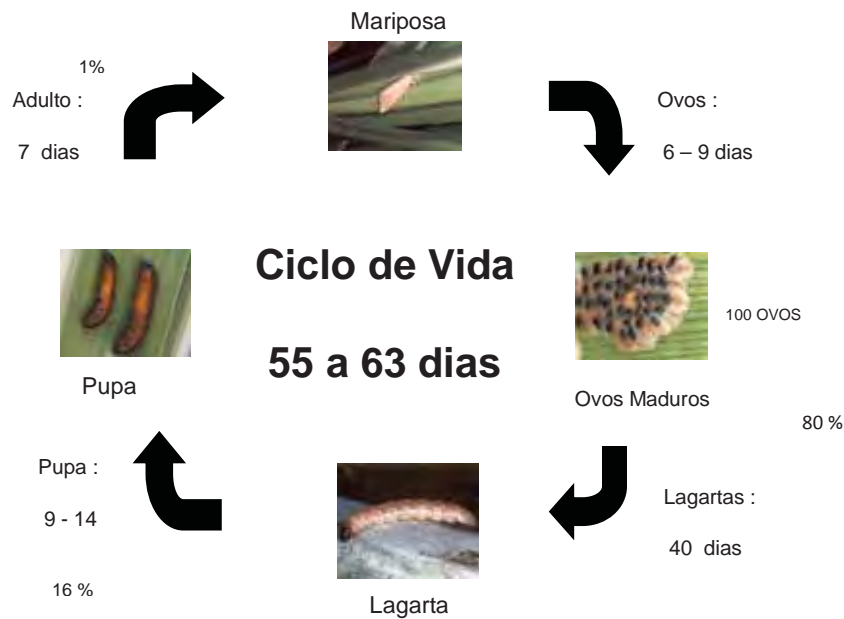 Mariposa
1%
Adulto :
7 dias
Ovos :
6 – 9 dias
Ciclo de Vida
55 a 63 dias
100 OVOS
Pupa
Ovos Maduros
80 %
Pupa :
9 - 14
16 %
Lagartas :
40 dias
Lagarta